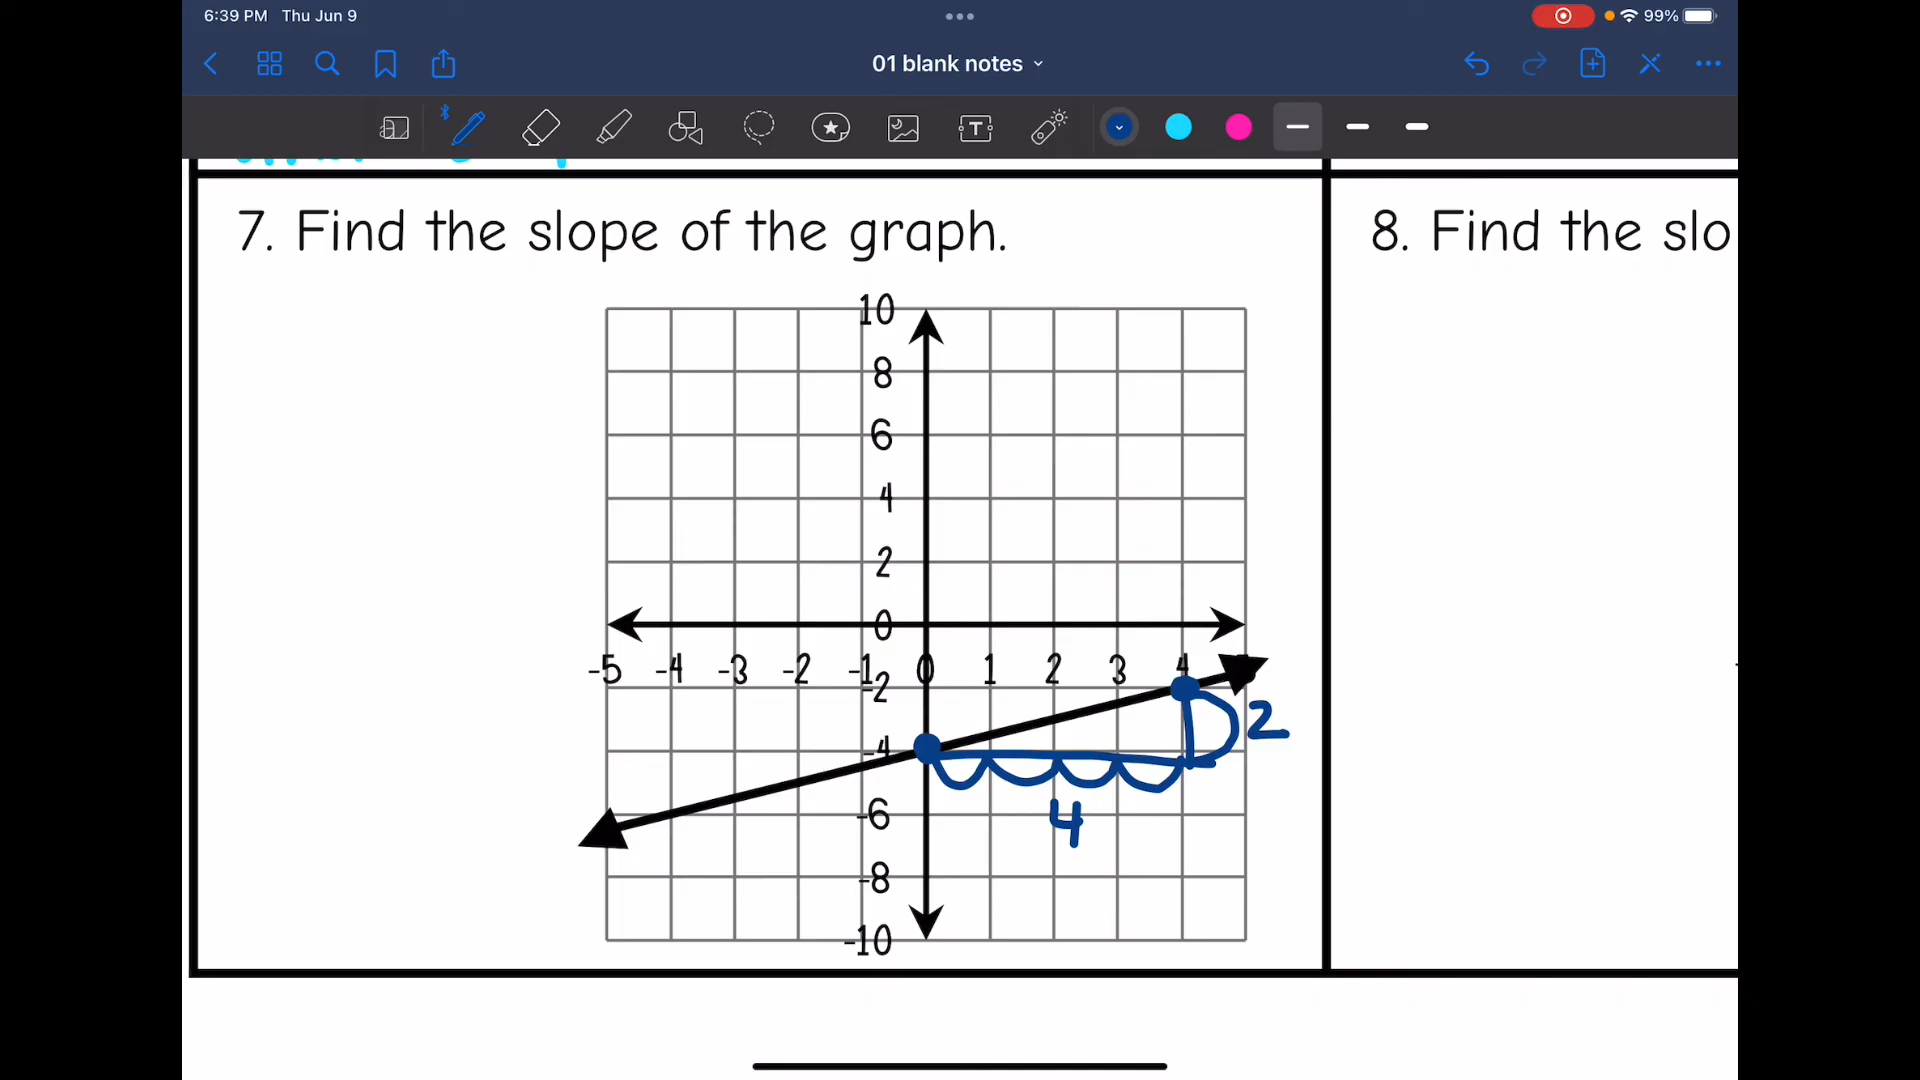 6:39 PM Thu Jun 9
99%
01 blank notes
T
7. Find the slope of the graph.
8. Find the slo
10
8
6
4
2
0
-5 -4 -3 -2 -1 0 1 2 3 4
-2
-4
-6
-8
-10
2
4